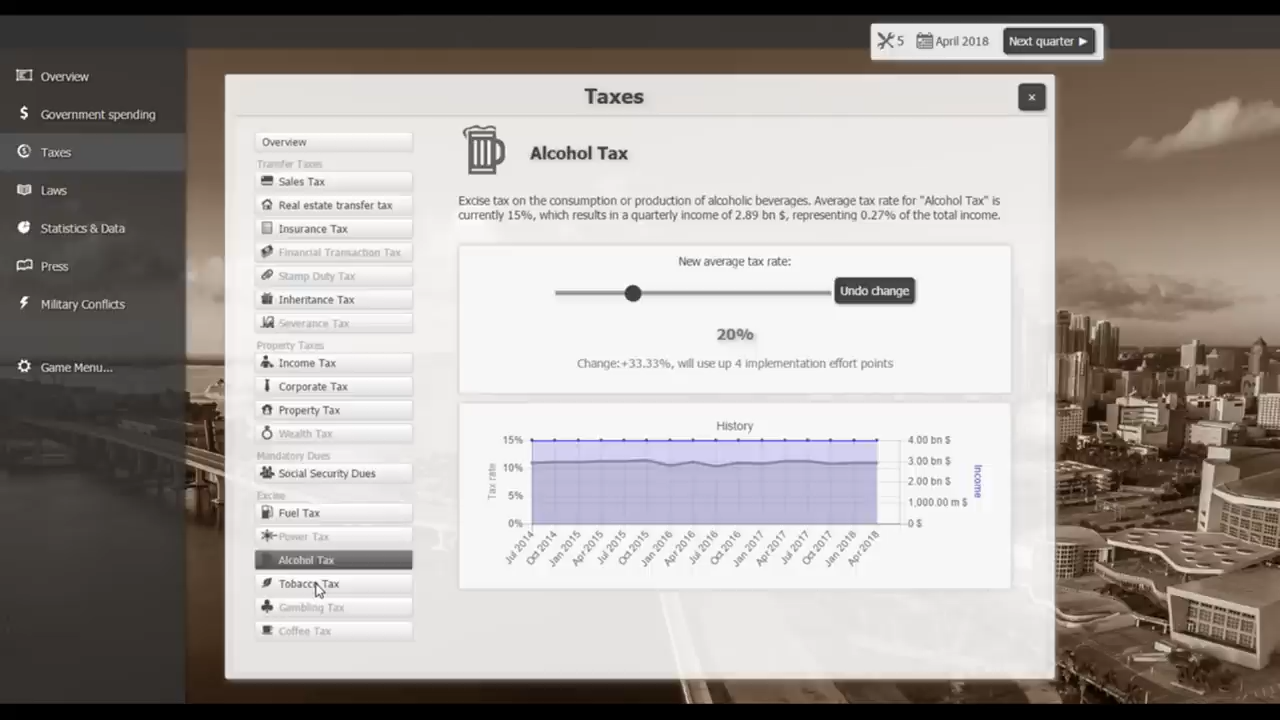 5 April 2018 Next quarter ►
Overview
Government spending
Taxes
Laws
Statistics & Data
Press
Military Conflicts
Game Menu...
Taxes
×
Overview
Transfer Taxes
Sales Tax
Real estate transfer tax
Insurance Tax
Financial Transaction Tax
Stamp Duty Tax
Inheritance Tax
Severance Tax
Property Taxes
Income Tax
Corporate Tax
Property Tax
Wealth Tax
Mandatory Dues
Social Security Dues
Excise
Fuel Tax
Power Tax
Alcohol Tax
Tobacco Tax
Gambling Tax
Coffee Tax
Alcohol Tax
Excise tax on the consumption or production of alcoholic beverages. Average tax rate for "Alcohol Tax" is
currently 15%, which results in a quarterly income of 2.89 bn $, representing 0.27% of the total income.
New average tax rate:
Undo change
20%
Change:+33.33%, will use up 4 implementation effort points
History
15% 4.00 bn $
10% 3.00 bn $
2.00 bn $
5% 1,000.00 m $
0% 0 $
Tax rate
Income
Jul 2014 Oct 2014 Jan 2015 Apr 2015 Jul 2015 Oct 2015 Jan 2016 Apr 2016 Jul 2016 Oct 2016 Jan 2017 Apr 2017 Jul 2017 Oct 2017 Jan 2018 Apr 2018